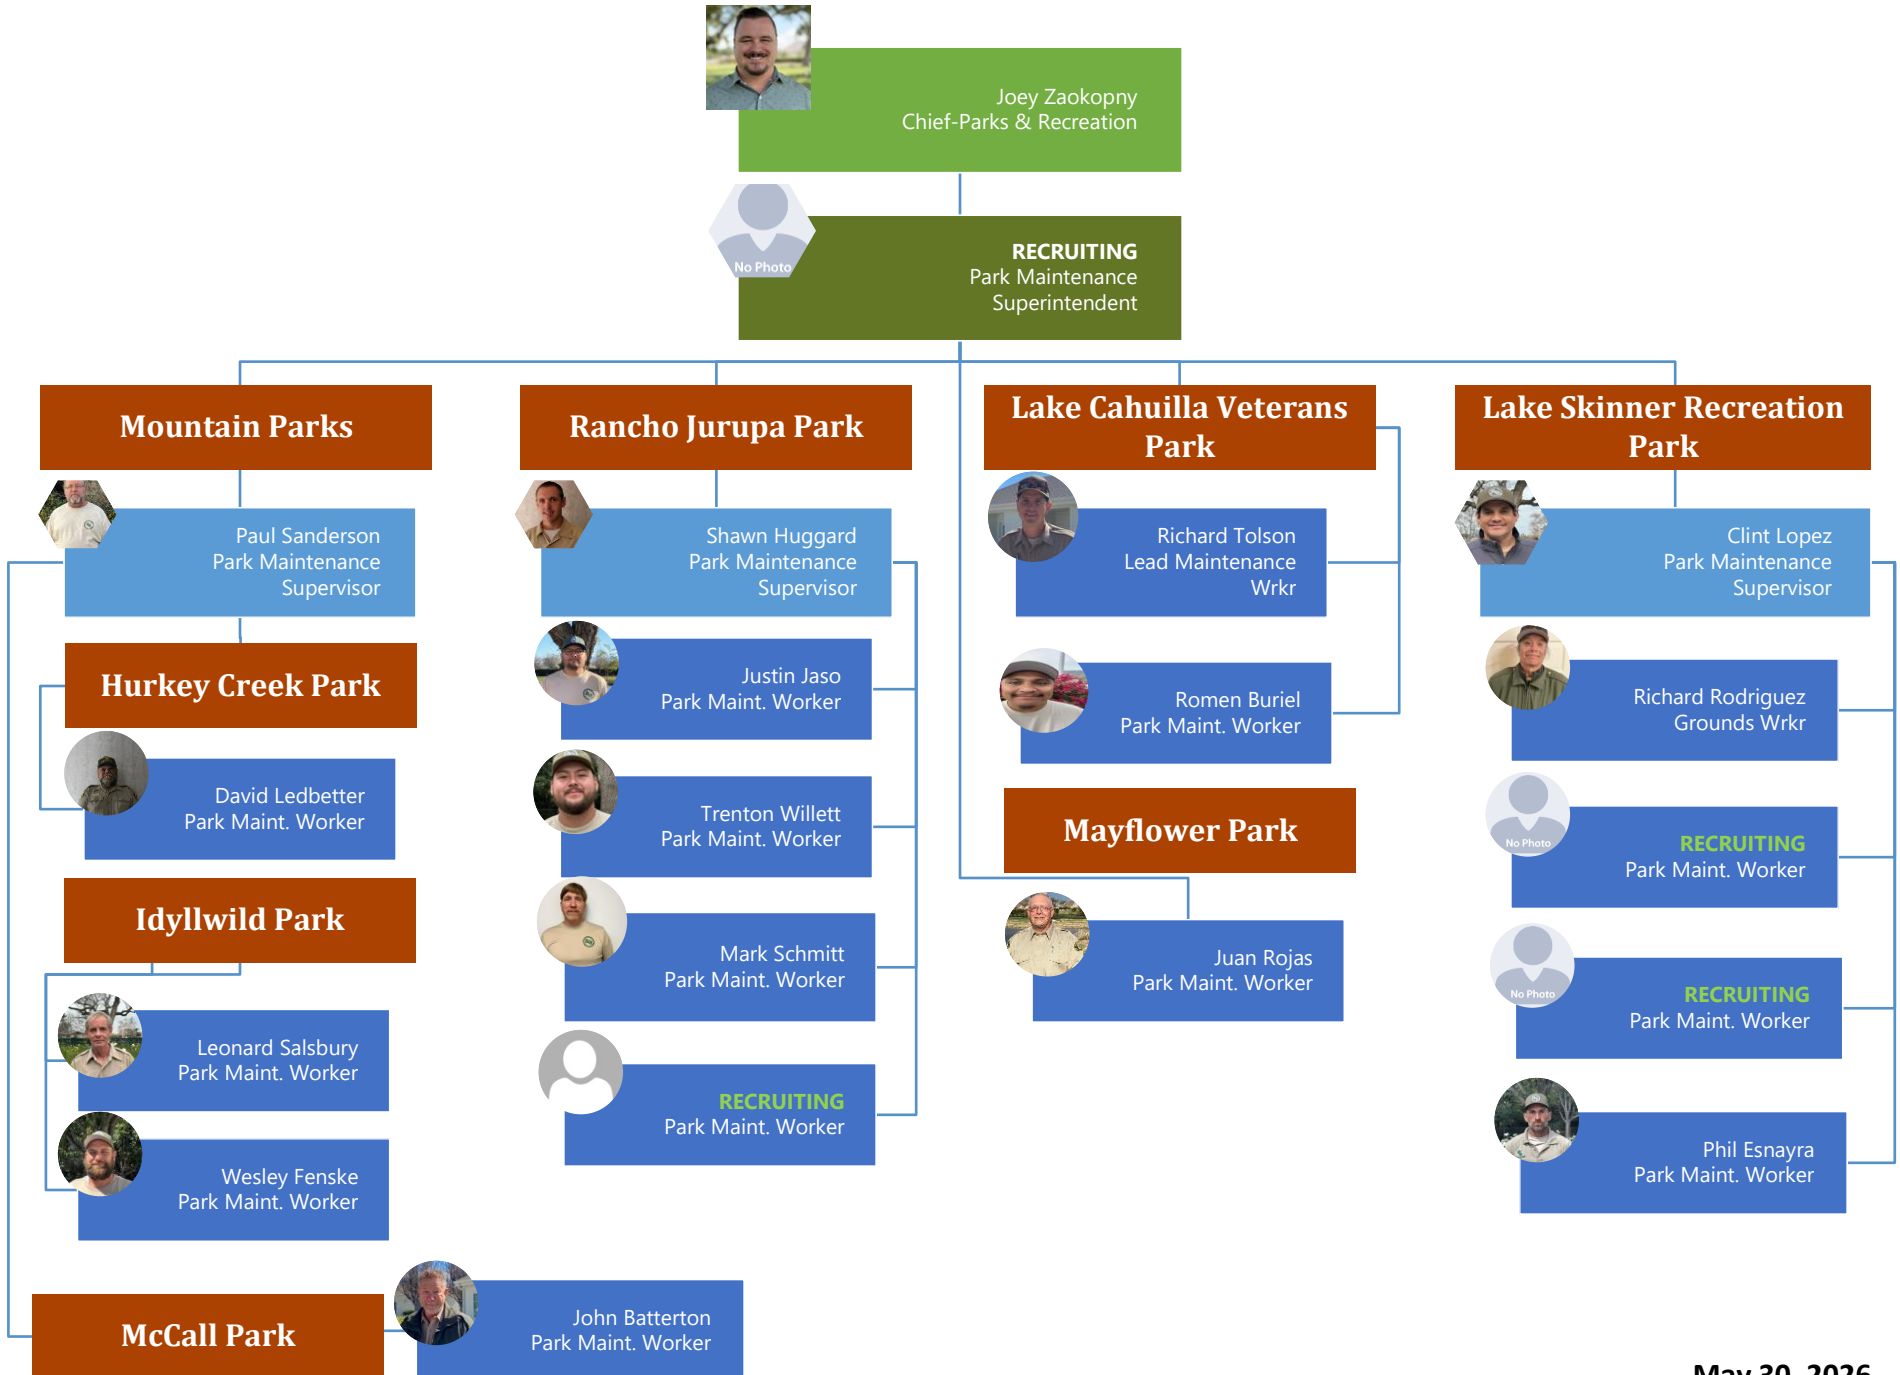 Joey Zaokopny
Chief-Parks & Recreation
No Photo
RECRUITING
Park Maintenance
Superintendent
Mountain Parks
Paul Sanderson
Park Maintenance
Supervisor
Hurkey Creek Park
David Ledbetter
Park Maint. Worker
Idyllwild Park
Leonard Salsbury
Park Maint. Worker
Wesley Fenske
Park Maint. Worker
McCall Park
John Batterton
Park Maint. Worker
Rancho Jurupa Park
Shawn Huggard
Park Maintenance
Supervisor
Justin Jaso
Park Maint. Worker
Trenton Willett
Park Maint. Worker
Mark Schmitt
Park Maint. Worker
RECRUITING
Park Maint. Worker
Lake Cahuilla Veterans
Park
Richard Tolson
Lead Maintenance
Wrkr
Romen Buriel
Park Maint. Worker
Mayflower Park
Juan Rojas
Park Maint. Worker
Lake Skinner Recreation
Park
Clint Lopez
Park Maintenance
Supervisor
Richard Rodriguez
Grounds Wrkr
No Photo
RECRUITING
Park Maint. Worker
No Photo
RECRUITING
Park Maint. Worker
Phil Esnayra
Park Maint. Worker
May 30, 2026